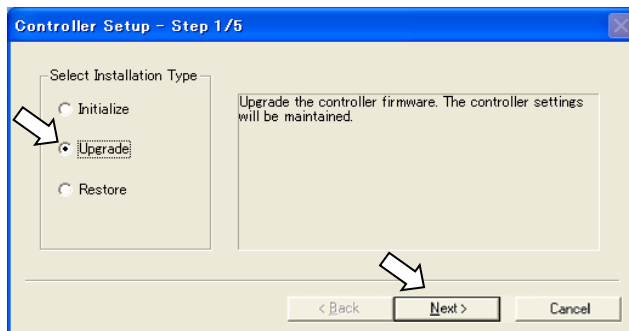 Controller Setup - Step 1/5
Select Installation Type
Initialize
Upgrade
Restore
Upgrade the controller firmware. The controller settings
will be maintained.
< Back
Next >
Cancel